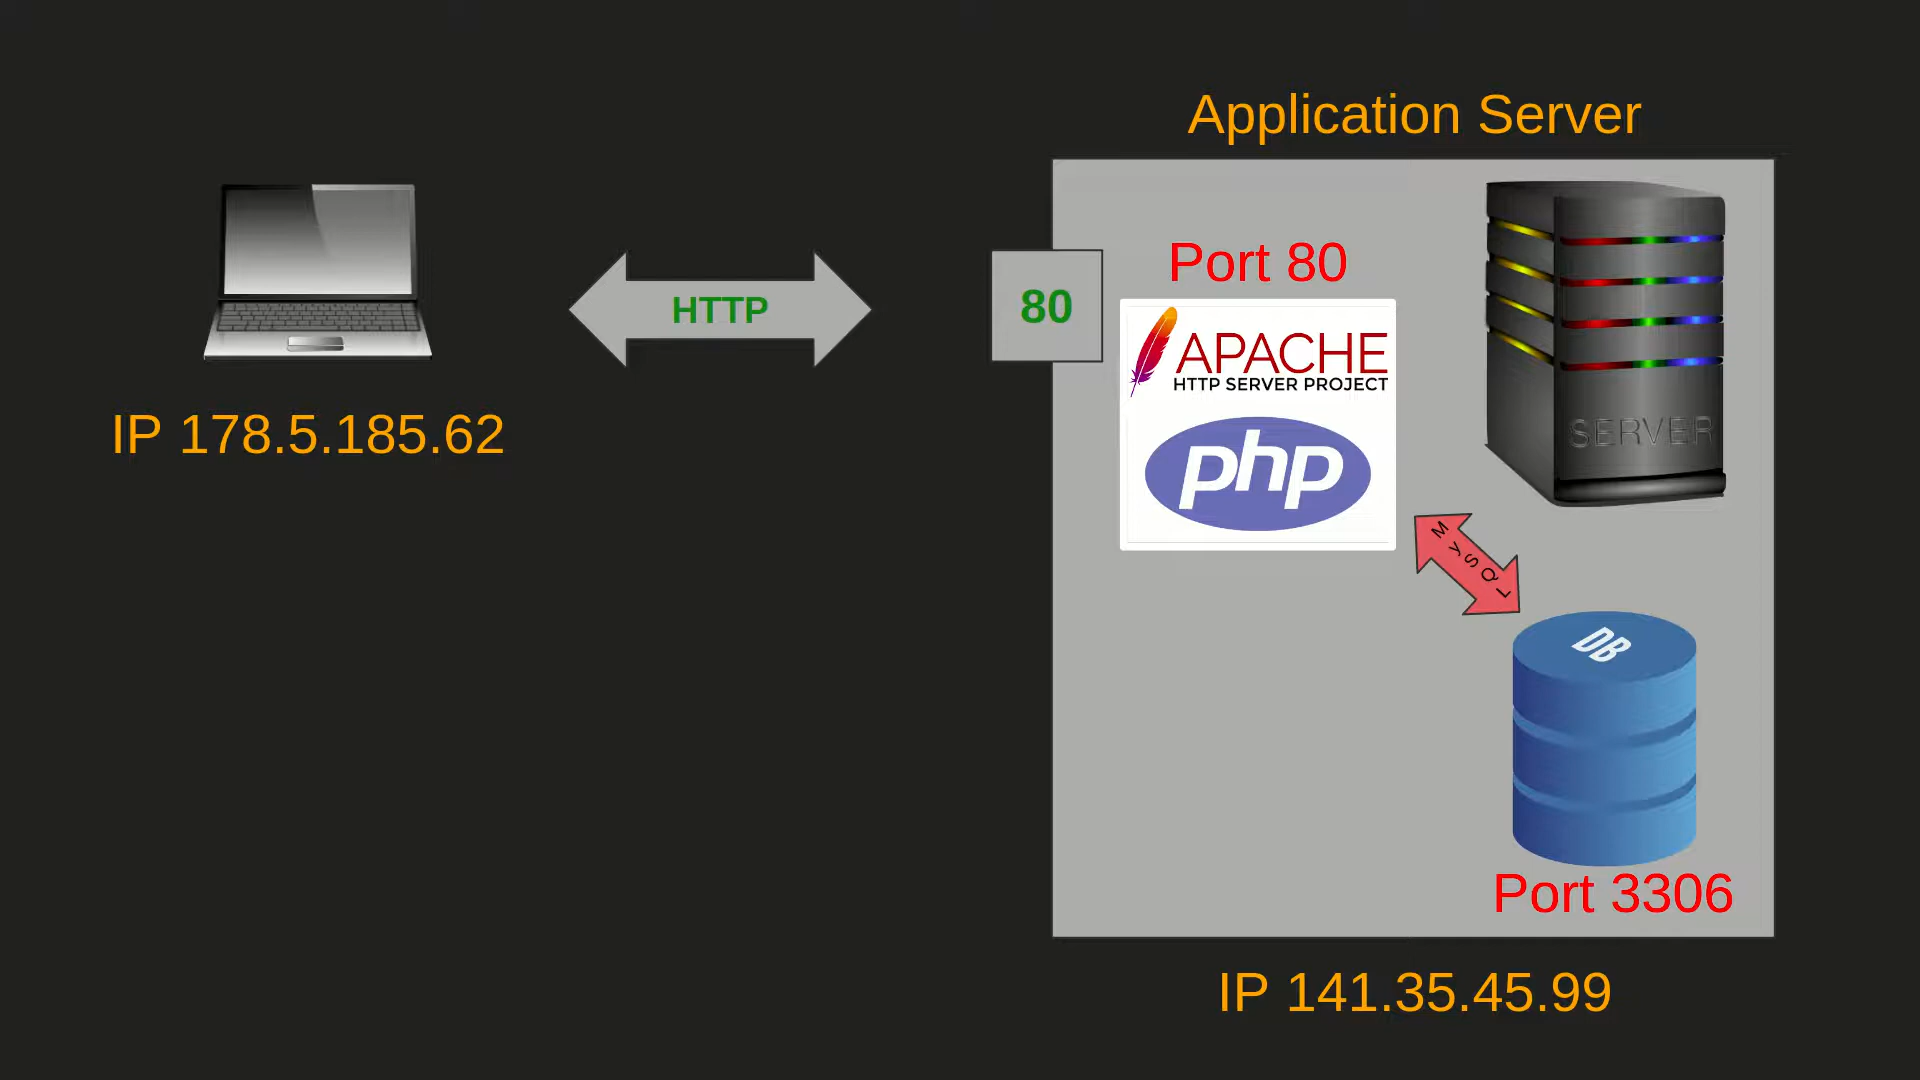 Application Server
Port 80
HTTP
80
APACHE
HTTP SERVER PROJECT
SERVER
IP 178.5.185.62
php
MySQL
DB
Port 3306
IP 141.35.45.99